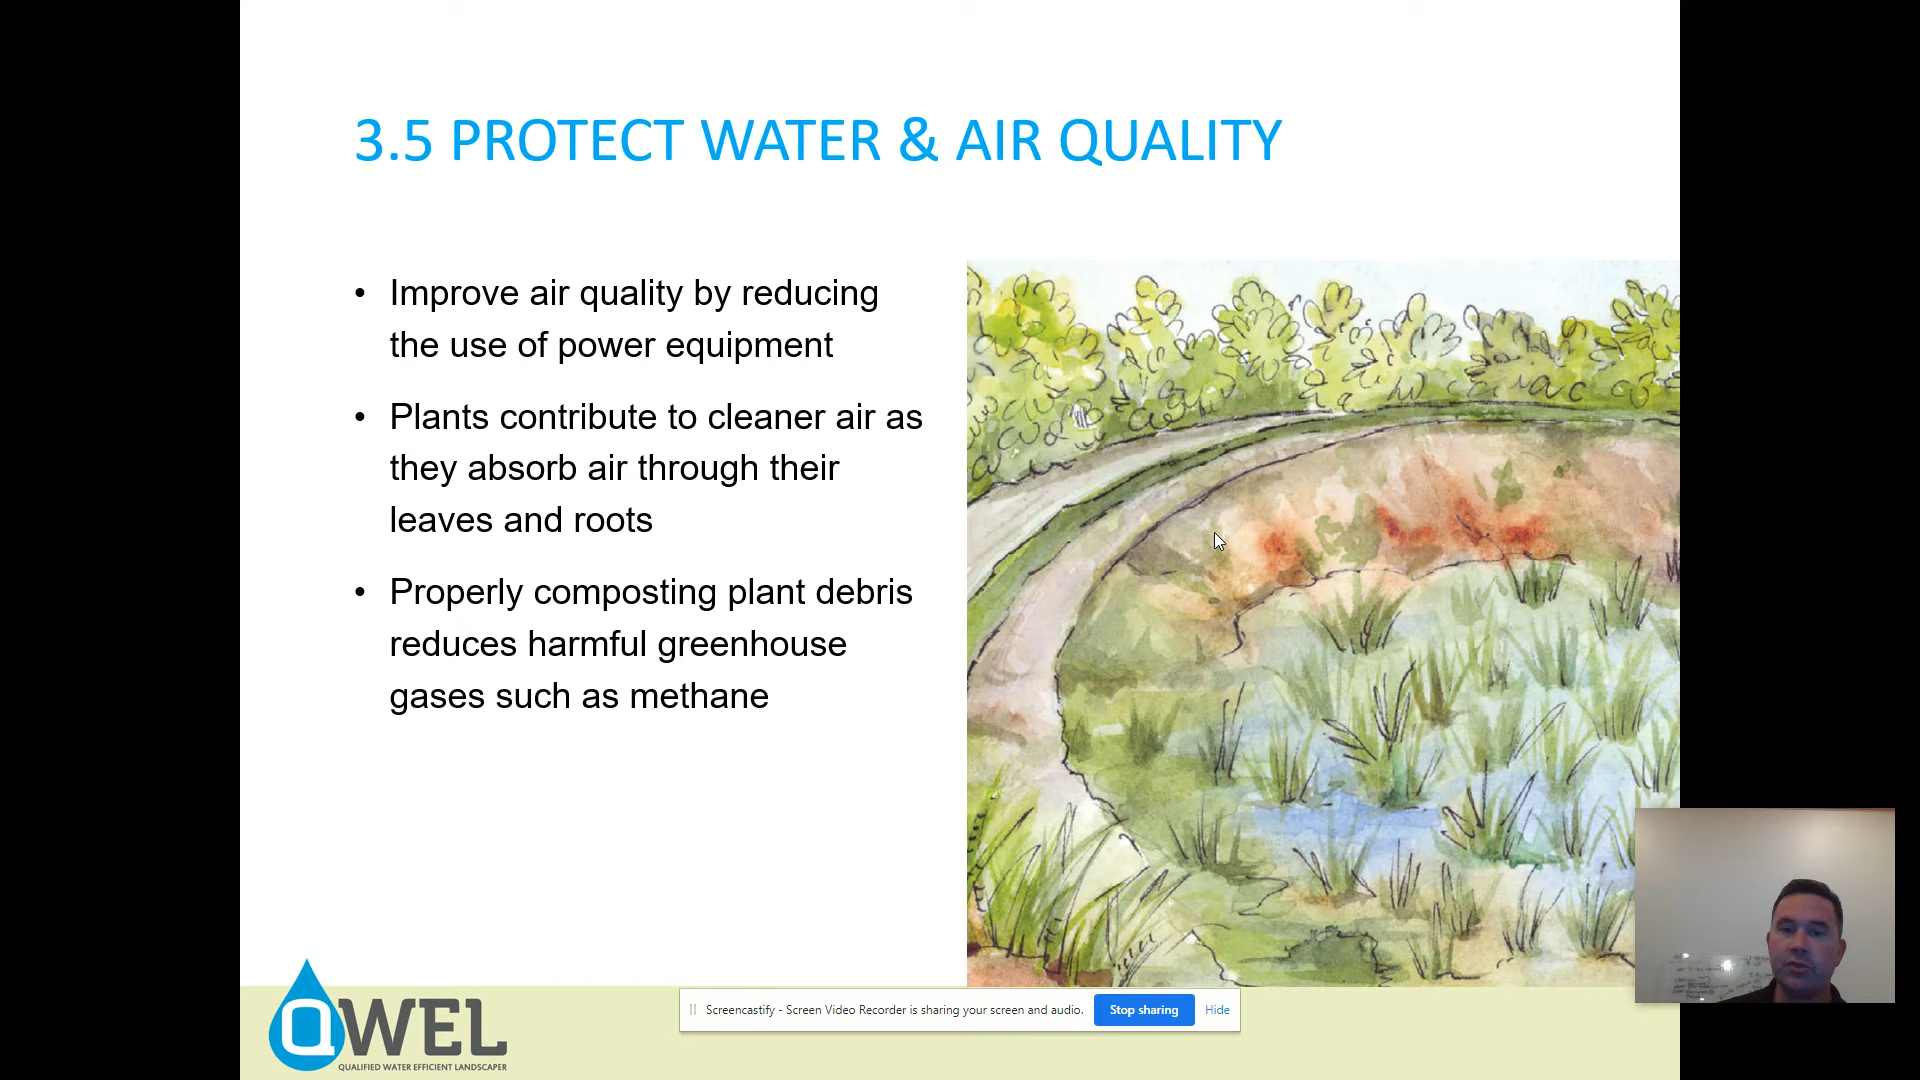 3.5 PROTECT WATER & AIR QUALITY
• Improve air quality by reducing
the use of power equipment
• Plants contribute to cleaner air as
they absorb air through their
leaves and roots
• Properly composting plant debris
reduces harmful greenhouse
gases such as methane
QWEL
QUALIFIED WATER EFFICIENT LANDSCAPER
Screencastify - Screen Video Recorder is sharing your screen and audio.
Stop sharing
Hide